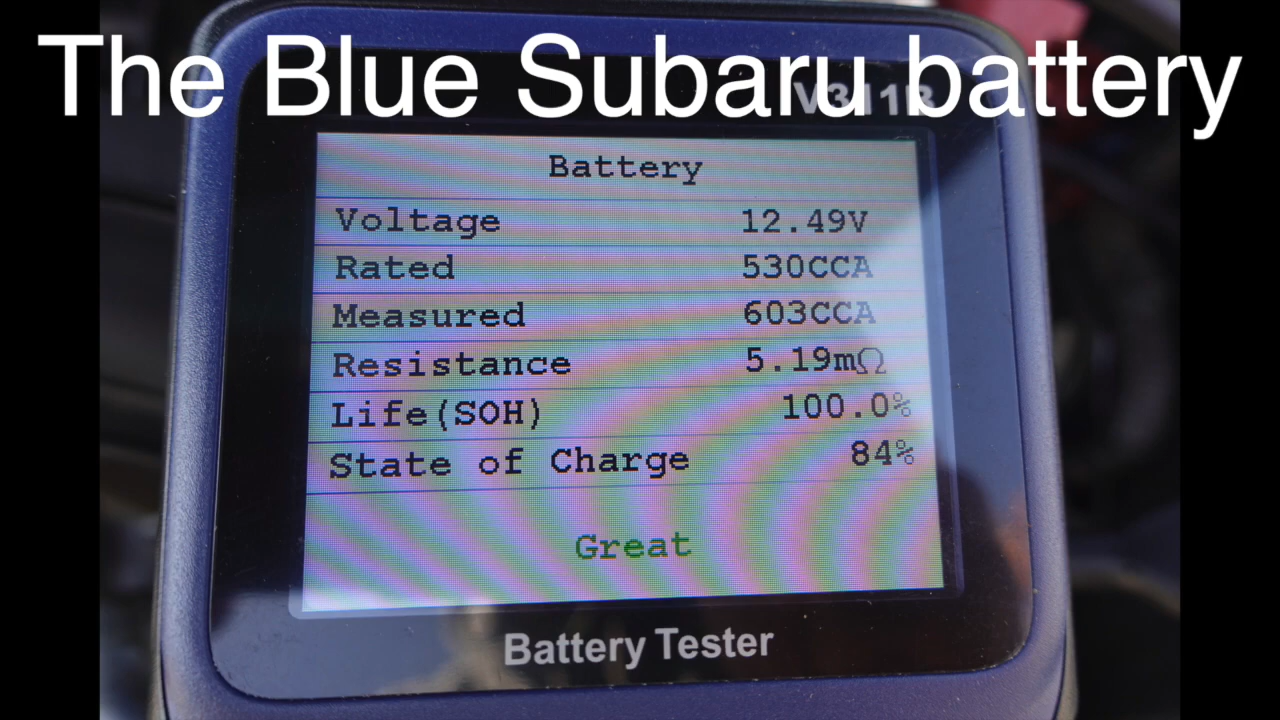 The Blue Subaru battery
V311B
Battery
Voltage 12.49V
Rated 530CCA
Measured 603CCA
Resistance 5.19mΩ
Life(SOH) 100.0%
State of Charge 84%
Great
Battery Tester